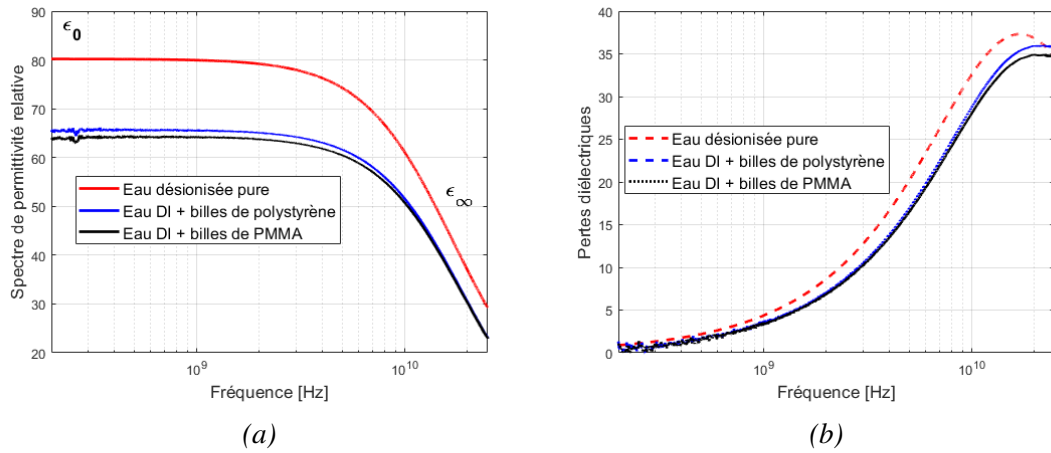 ϵ0
Spectre de permittivité relative
90
80
70
60
50
40
30
20
ϵ∞
Eau désionisée pure
Eau DI + billes de polystyrène
Eau DI + billes de PMMA
10^9
10^10
Fréquence [Hz]
(a)
Pertes diélectriques
40
35
30
25
20
15
10
5
0
Eau désionisée pure
Eau DI + billes de polystyrène
Eau DI + billes de PMMA
10^9
10^10
Fréquence [Hz]
(b)